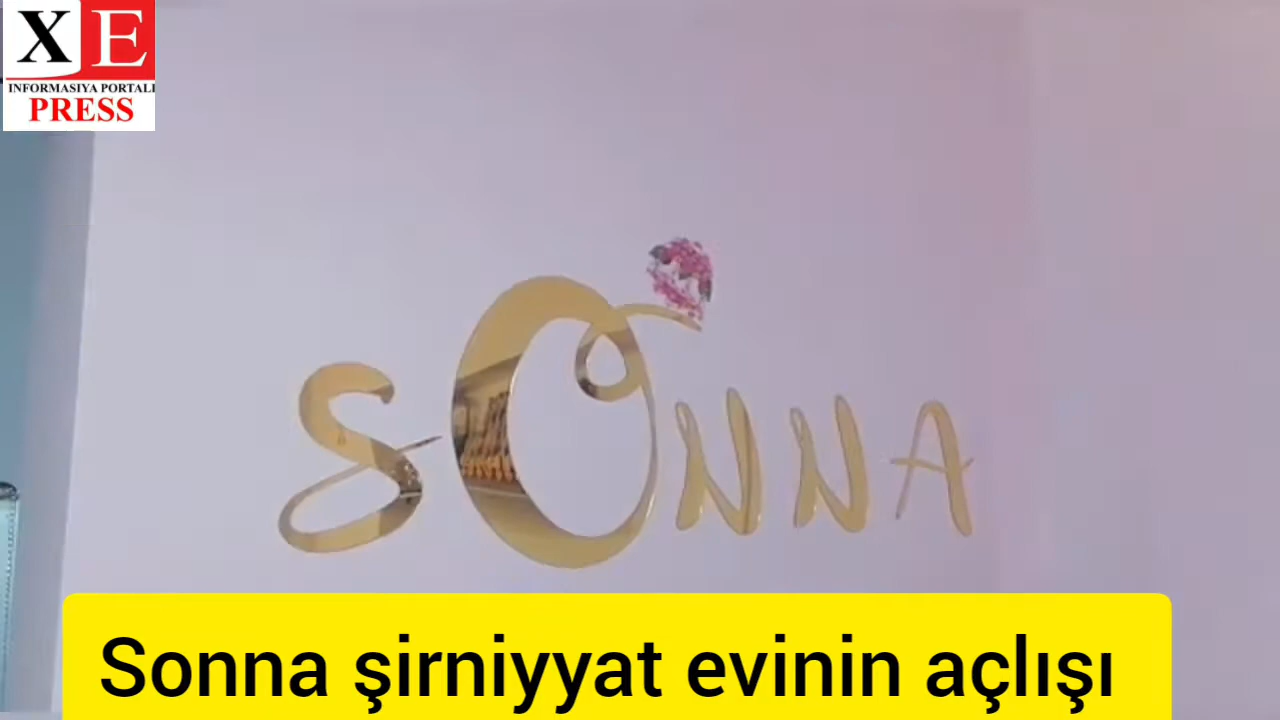 XE
INFORMASIYA PORTALI
PRESS
SONNA
Sonna şirniyyat evinin açlışı